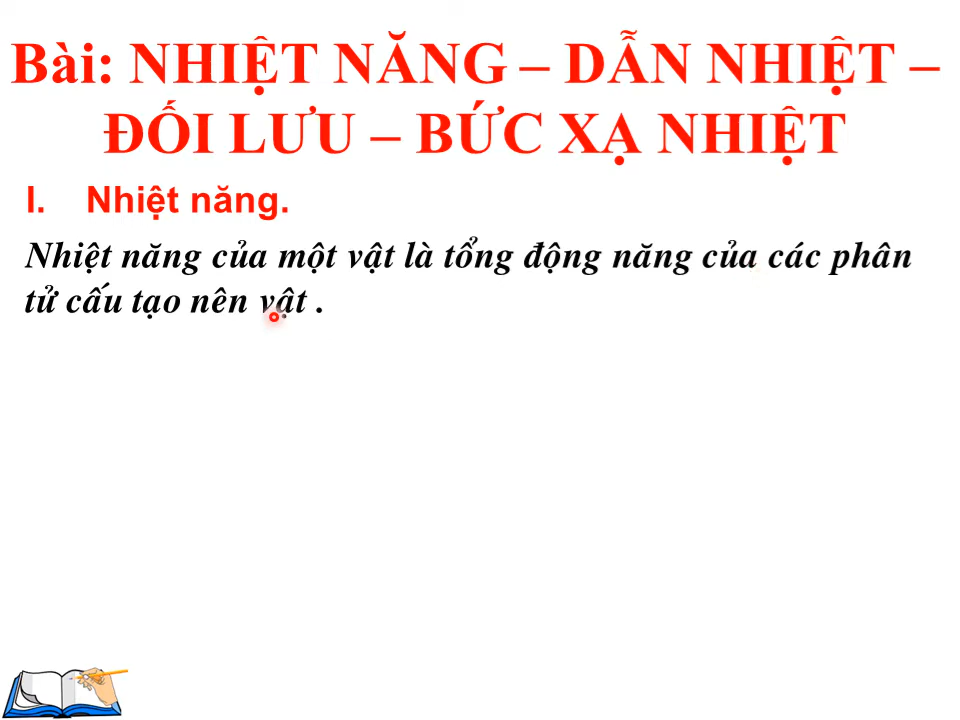 Bài: NHIỆT NĂNG – DẪN NHIỆT –
ĐỐI LƯU – BỨC XẠ NHIỆT
I. Nhiệt năng.
Nhiệt năng của một vật là tổng động năng của các phân
tử cấu tạo nên vật .